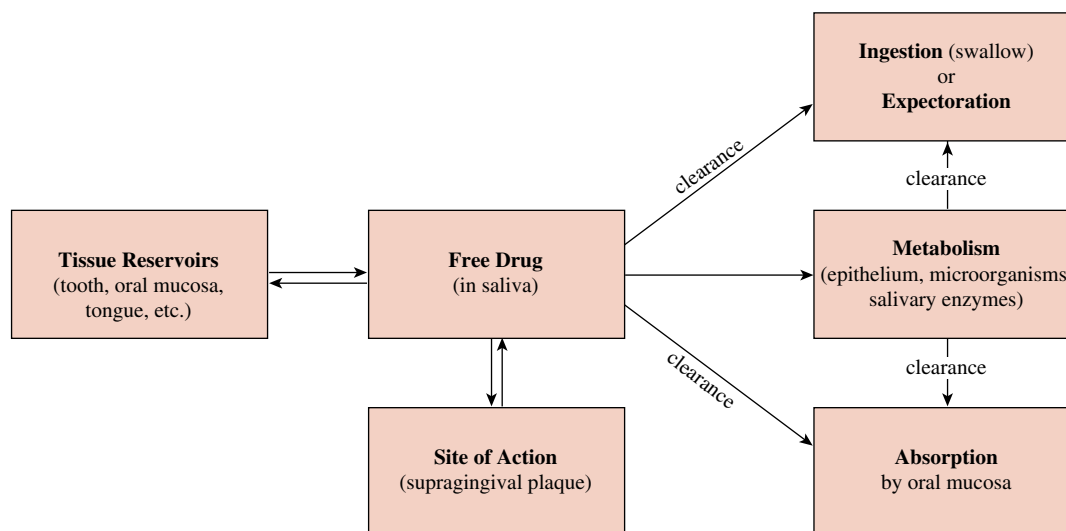 Ingestion (swallow)
or
Expectoration
clearance
clearance
Tissue Reservoirs
(tooth, oral mucosa,
tongue, etc.)
Free Drug
(in saliva)
Metabolism
(epithelium, microorganisms
salivary enzymes)
clearance
clearance
Site of Action
(supragingival plaque)
Absorption
by oral mucosa